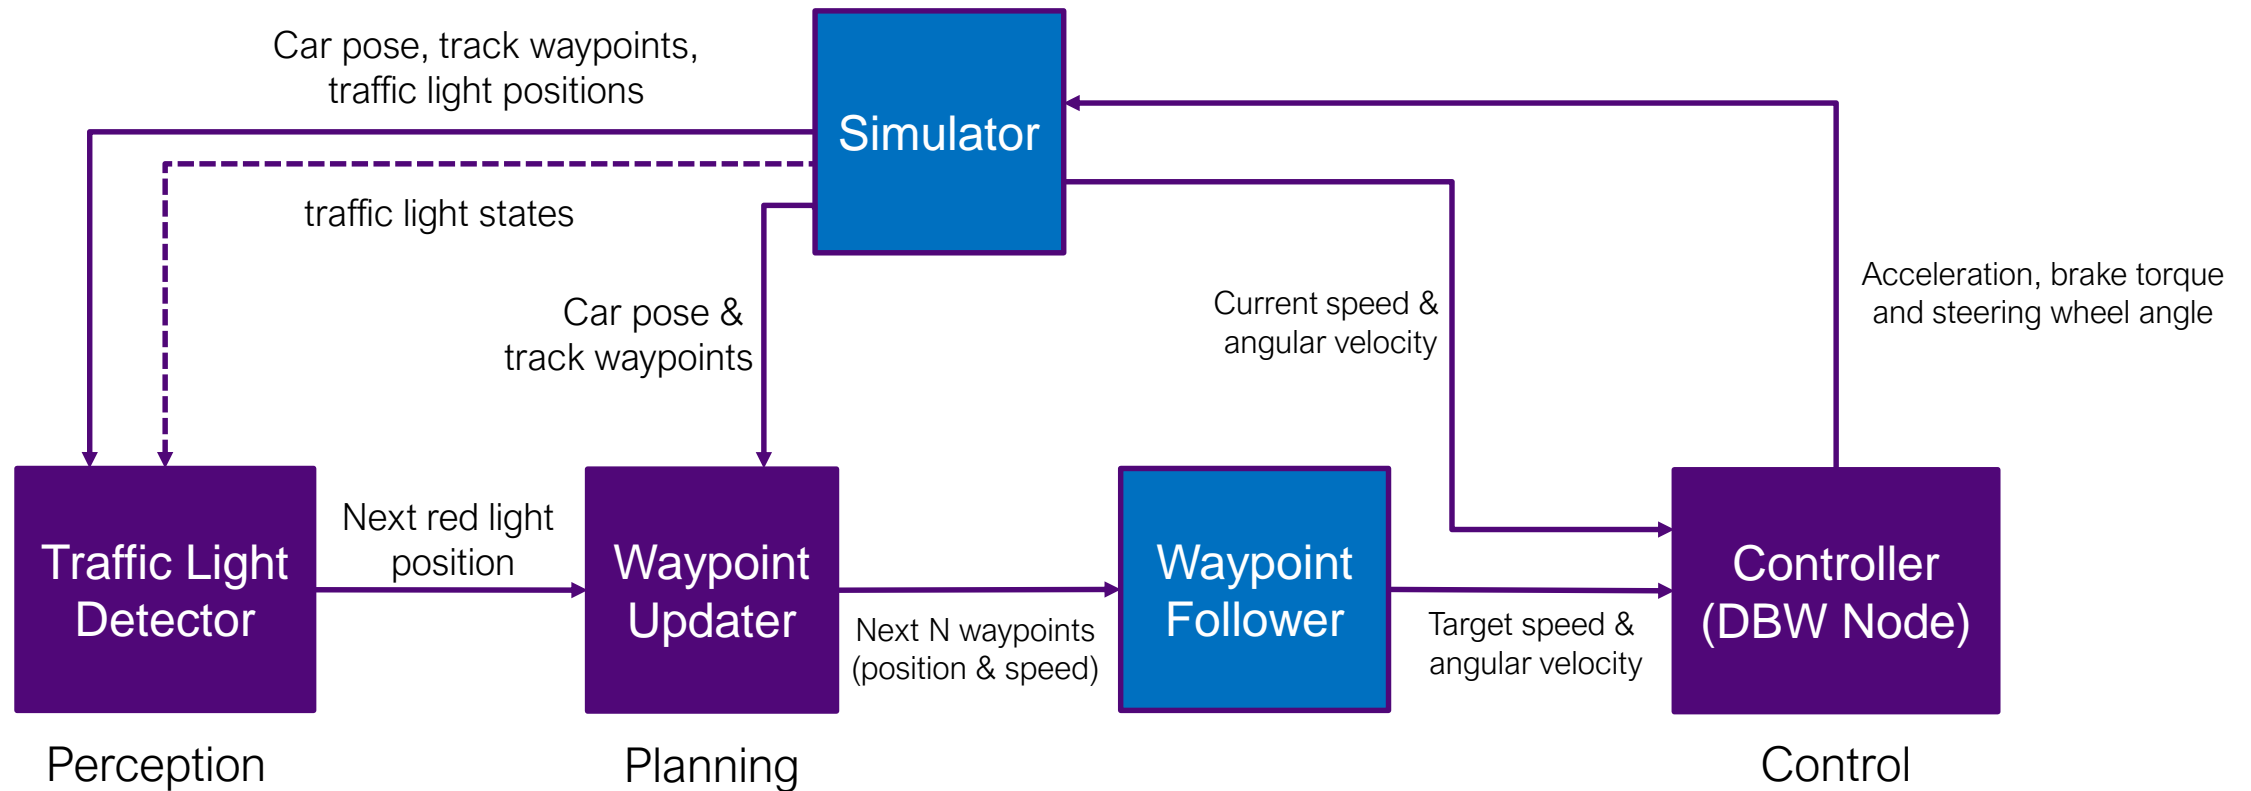 Car pose, track waypoints,
traffic light positions
Simulator
traffic light states
Car pose &
track waypoints
Current speed &
angular velocity
Acceleration, brake torque
and steering wheel angle
Next red light
position
Traffic Light
Detector
Waypoint
Updater
Next N waypoints
(position & speed)
Waypoint
Follower
Target speed &
angular velocity
Controller
(DBW Node)
Perception
Planning
Control